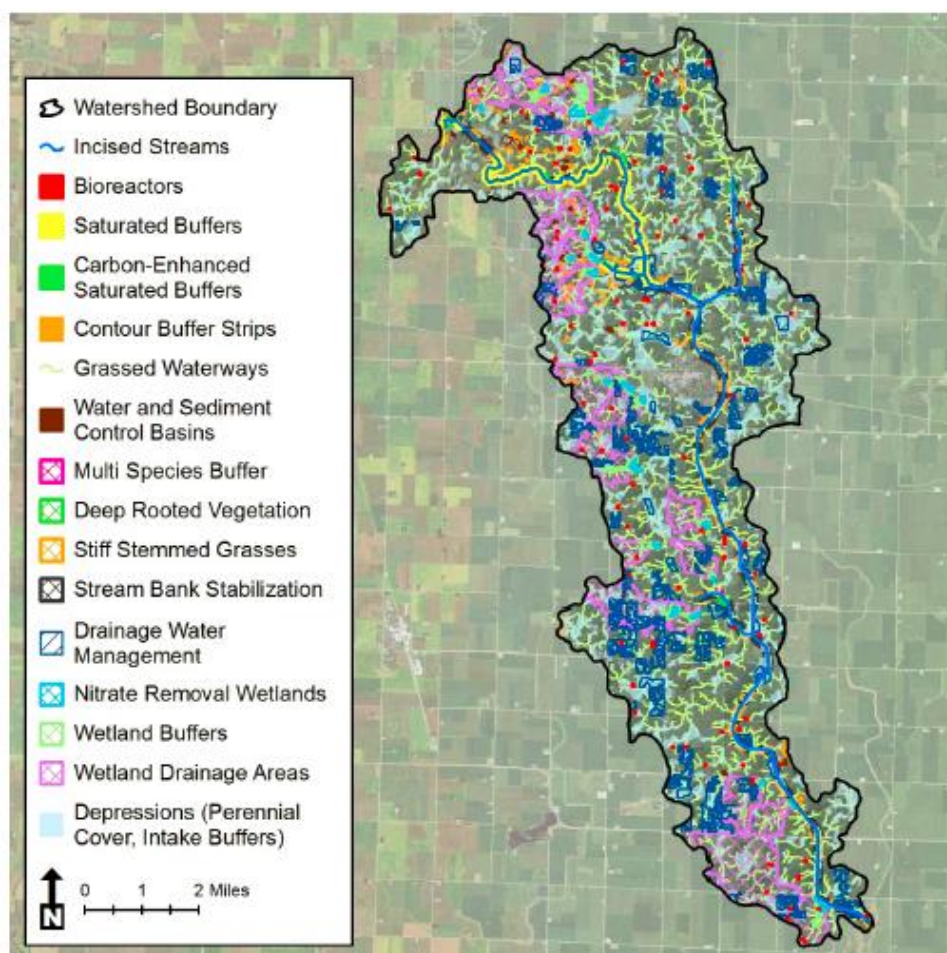 Watershed Boundary
Incised Streams
Bioreactors
Saturated Buffers
Carbon-Enhanced
Saturated Buffers
Contour Buffer Strips
Grassed Waterways
Water and Sediment
Control Basins
Multi Species Buffer
Deep Rooted Vegetation
Stiff Stemmed Grasses
Stream Bank Stabilization
Drainage Water
Management
Nitrate Removal Wetlands
Wetland Buffers
Wetland Drainage Areas
Depressions (Perennial
Cover, Intake Buffers)
0 1 2 Miles
N